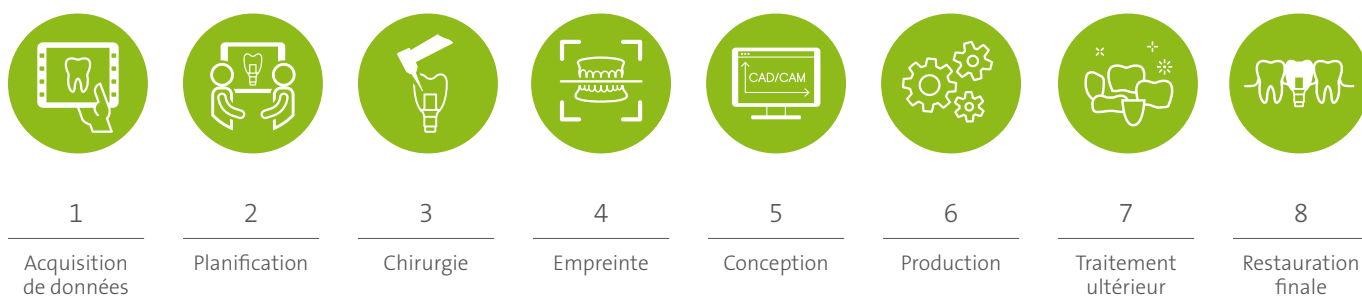 CAD/CAM
1
Acquisition
de données
2
Planification
3
Chirurgie
4
Empreinte
5
Conception
6
Production
7
Traitement
ultérieur
8
Restauration
finale